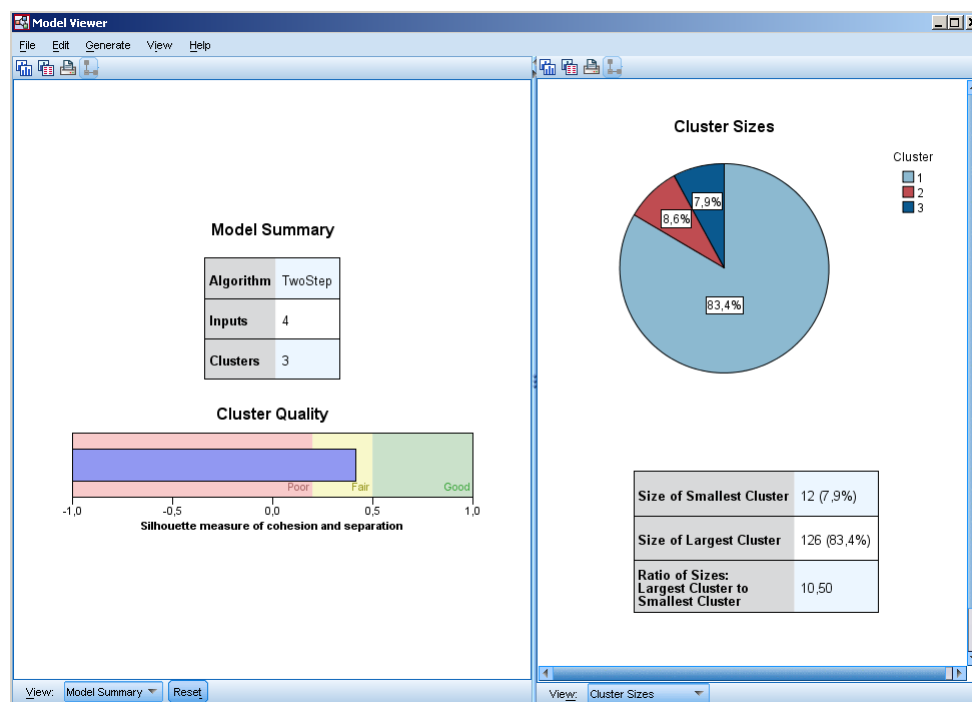 Model Viewer
File Edit Generate View Help
Model Summary
Algorithm TwoStep
Inputs 4
Clusters 3
Cluster Quality
Poor Fair Good
-1,0 -0,5 0,0 0,5 1,0
Silhouette measure of cohesion and separation
View: Model Summary Reset
Cluster Sizes
Cluster
1
2
3
7,9%
8,6%
83,4%
Size of Smallest Cluster 12 (7,9%)
Size of Largest Cluster 126 (83,4%)
Ratio of Sizes:
Largest Cluster to 10,50
Smallest Cluster
View: Cluster Sizes